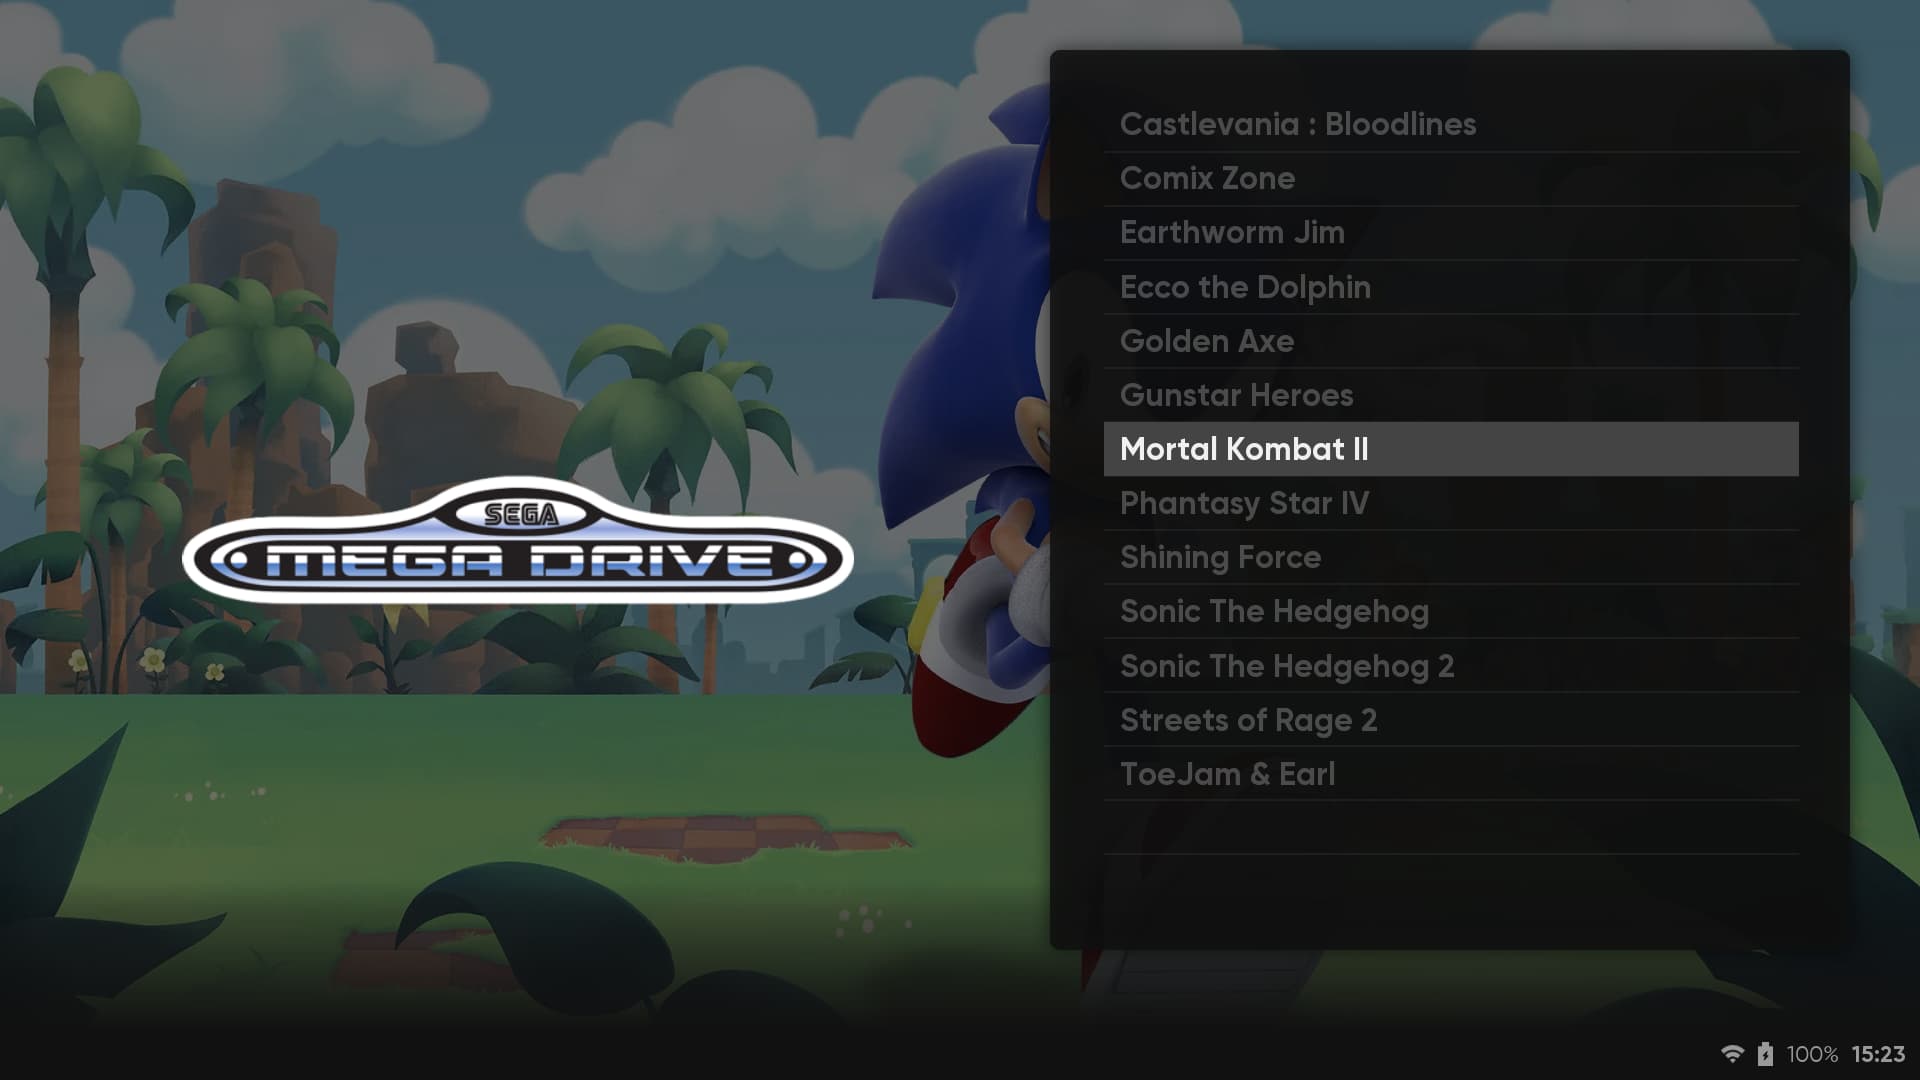 SEGA
MEGA DRIVE
Castlevania : Bloodlines
Comix Zone
Earthworm Jim
Ecco the Dolphin
Golden Axe
Gunstar Heroes
Mortal Kombat II
Phantasy Star IV
Shining Force
Sonic The Hedgehog
Sonic The Hedgehog 2
Streets of Rage 2
ToeJam & Earl
100% 15:23